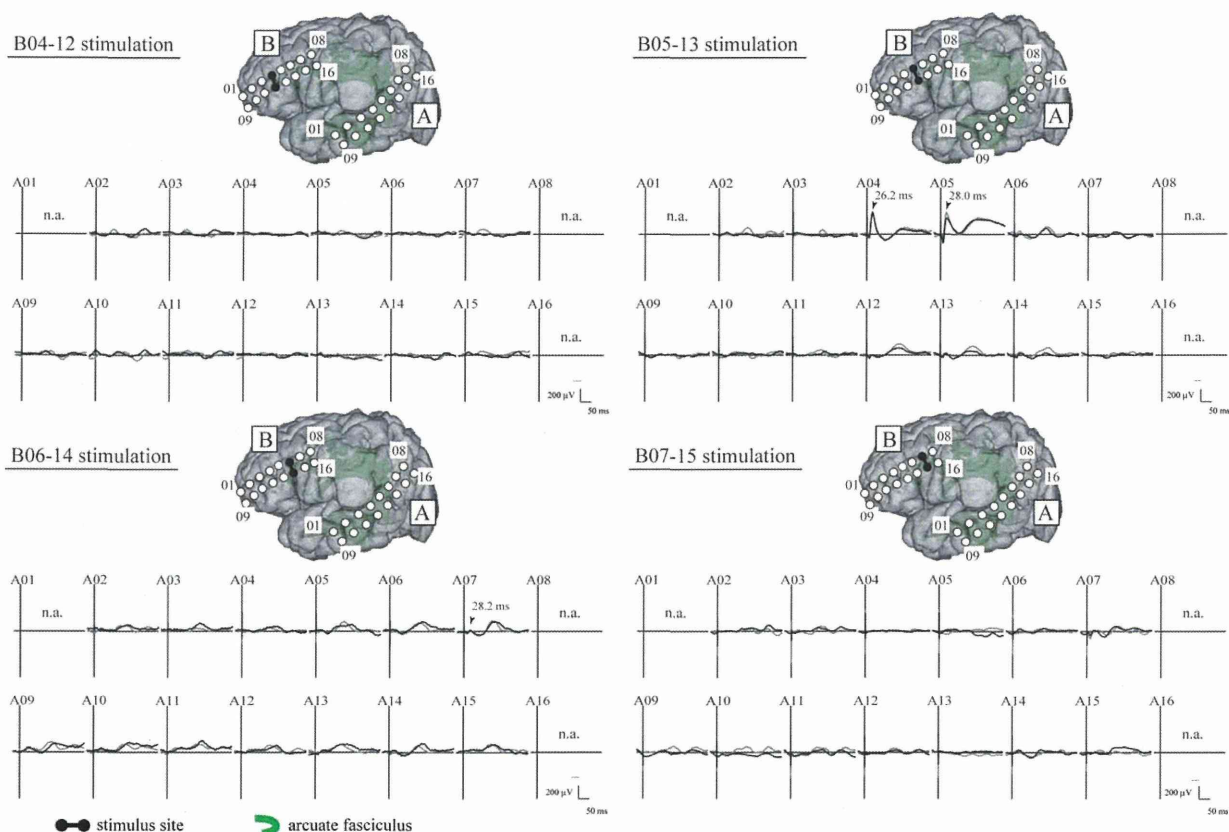 B04-12 stimulation
B
08
16
01
09
08
16
A
01
09
A01 A02 A03 A04 A05 A06 A07 A08
n.a.
n.a.
A09 A10 A11 A12 A13 A14 A15 A16
n.a.
200 µV
50 ms
B05-13 stimulation
B
08
16
01
09
08
16
A
01
09
A01 A02 A03 A04 A05 A06 A07 A08
n.a.
26.2 ms
28.0 ms
n.a.
A09 A10 A11 A12 A13 A14 A15 A16
n.a.
200 µV
50 ms
B06-14 stimulation
B
08
16
01
09
08
16
A
01
09
A01 A02 A03 A04 A05 A06 A07 A08
n.a.
28.2 ms
n.a.
A09 A10 A11 A12 A13 A14 A15 A16
n.a.
200 µV
50 ms
B07-15 stimulation
B
08
16
01
09
08
16
A
01
09
A01 A02 A03 A04 A05 A06 A07 A08
n.a.
n.a.
A09 A10 A11 A12 A13 A14 A15 A16
n.a.
200 µV
50 ms
stimulus site
arcuate fasciculus